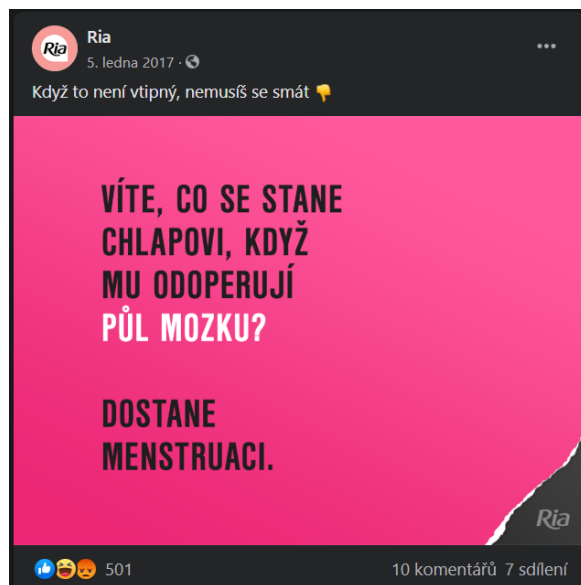 Ria
Ria
5. ledna 2017 ·
Když to není vtipný, nemusíš se smát 👎
VÍTE, CO SE STANE
CHLAPOVI, KDYŽ
MU ODOPERUJÍ
PŮL MOZKU?
DOSTANE
MENSTRUACI.
Ria
501
10 komentářů 7 sdílení